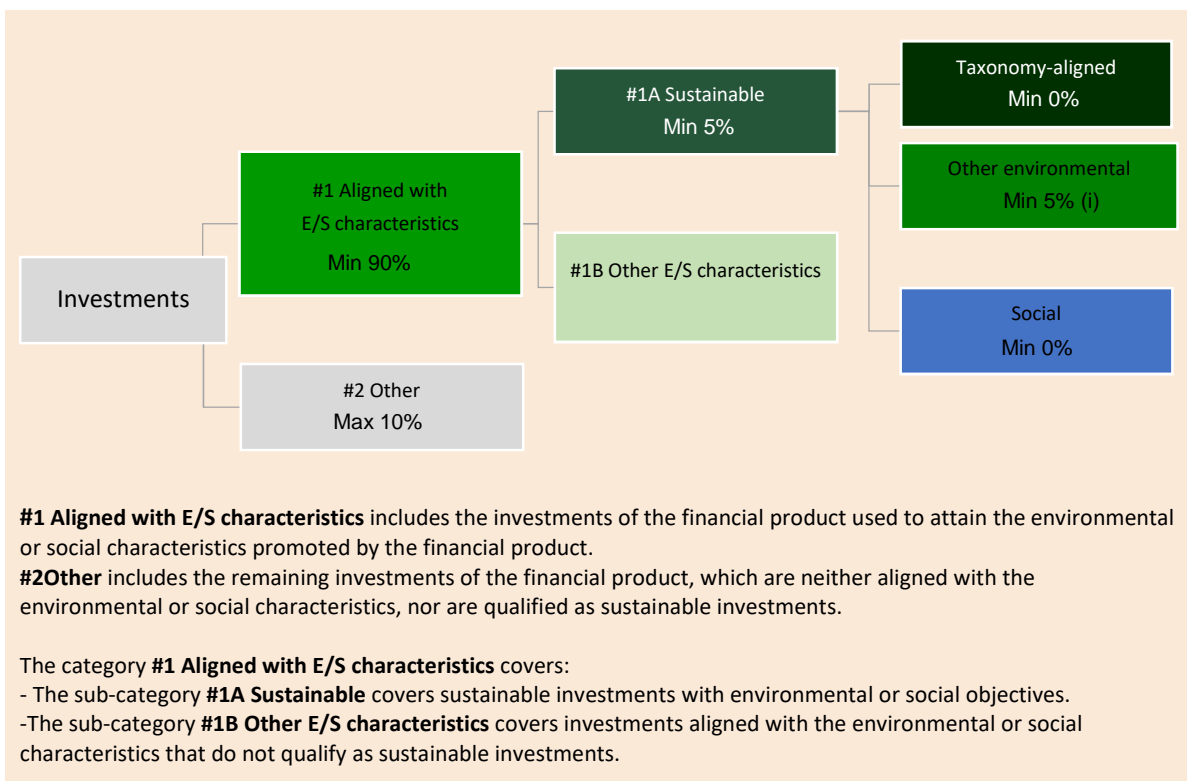 Taxonomy-aligned
Min 0%
#1A Sustainable
Min 5%
Other environmental
Min 5% (i)
#1 Aligned with
E/S characteristics
Min 90%
#1B Other E/S characteristics
Investments
Social
Min 0%
#2 Other
Max 10%
#1 Aligned with E/S characteristics includes the investments of the financial product used to attain the environmental
or social characteristics promoted by the financial product.
#2Other includes the remaining investments of the financial product, which are neither aligned with the
environmental or social characteristics, nor are qualified as sustainable investments.
The category #1 Aligned with E/S characteristics covers:
- The sub-category #1A Sustainable covers sustainable investments with environmental or social objectives.
-The sub-category #1B Other E/S characteristics covers investments aligned with the environmental or social
characteristics that do not qualify as sustainable investments.